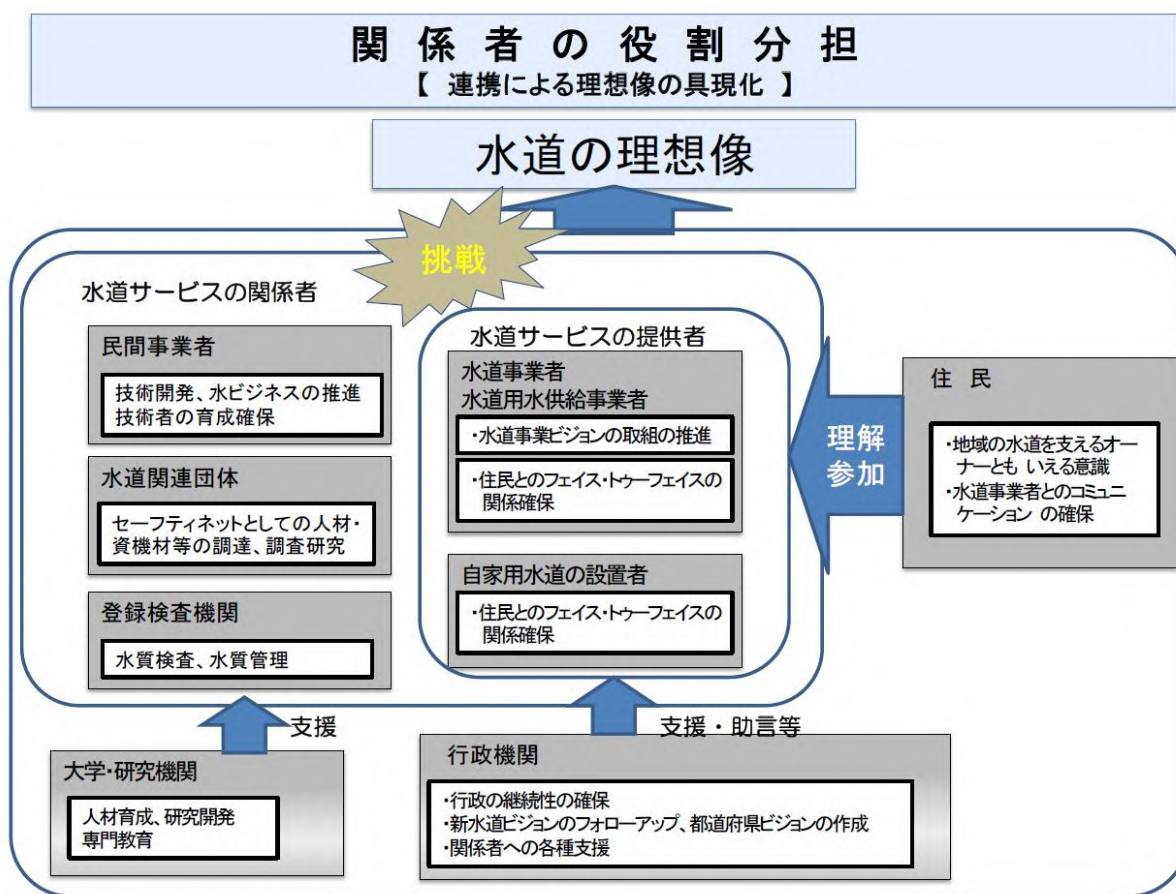 関係者の役割分担
【 連携による理想像の具現化 】
水道の理想像
挑戦
水道サービスの関係者
民間事業者
技術開発、水ビジネスの推進
技術者の育成確保
水道関連団体
セーフティネットとしての人材・
資機材等の調達、調査研究
登録検査機関
水質検査、水質管理
水道サービスの提供者
水道事業者
水道用水供給事業者
・水道事業ビジョンの取組の推進
・住民とのフェイス・トゥーフェイスの
関係確保
自家用水道の設置者
・住民とのフェイス・トゥーフェイスの
関係確保
理解
参加
住 民
・地域の水道を支えるオー
ナーとも いえる意識
・水道事業者とのコミュニ
ケーション の確保
支援
大学・研究機関
人材育成、研究開発
専門教育
支援・助言等
行政機関
・行政の継続性の確保
・新水道ビジョンのフォローアップ、都道府県ビジョンの作成
・関係者への各種支援